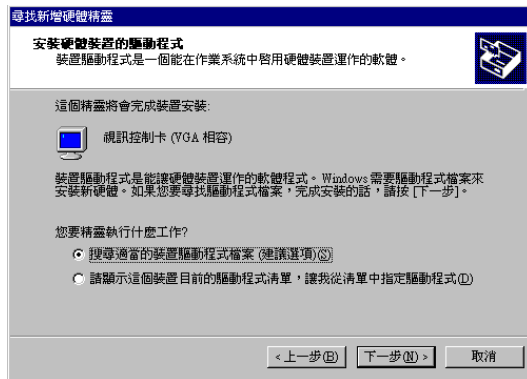 尋找新增硬體精靈
安裝硬體裝置的驅動程式
裝置驅動程式是一個能在作業系統中啓用硬體裝置運作的軟體。
這個精靈將會完成裝置安裝:
視訊控制卡 (VGA 相容)
裝置驅動程式是能讓硬體裝置運作的軟體程式。Windows 需要驅動程式檔案來
安裝新硬體。如果您要尋找驅動程式檔案，完成安裝的話，請按 [下一步]。
您要精靈執行什麼工作?
搜尋適當的裝置驅動程式檔案 (建議選項)(S)
請顯示這個裝置目前的驅動程式清單，讓我從清單中指定驅動程式(D)
<上一步(B) 下一步(N)> 取消